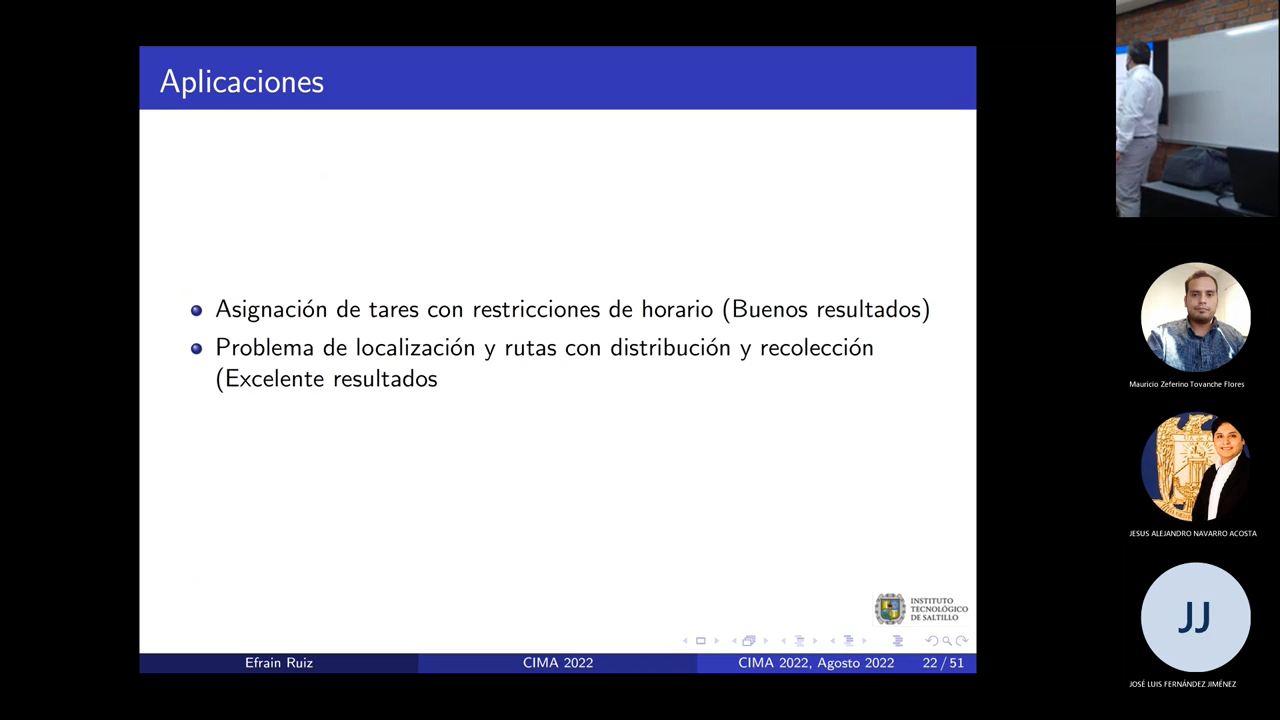 Aplicaciones
Asignación de tares con restricciones de horario (Buenos resultados)
Problema de localización y rutas con distribución y recolección
(Excelente resultados
INSTITUTO
TECNOLÓGICO
DE SALTILLO
Efrain Ruiz
CIMA 2022
CIMA 2022, Agosto 2022
22 / 51
Mauricio Zeferino Tovanche Flores
JESUS ALEJANDRO NAVARRO ACOSTA
JJ
JOSÉ LUIS FERNÁNDEZ JIMÉNEZ